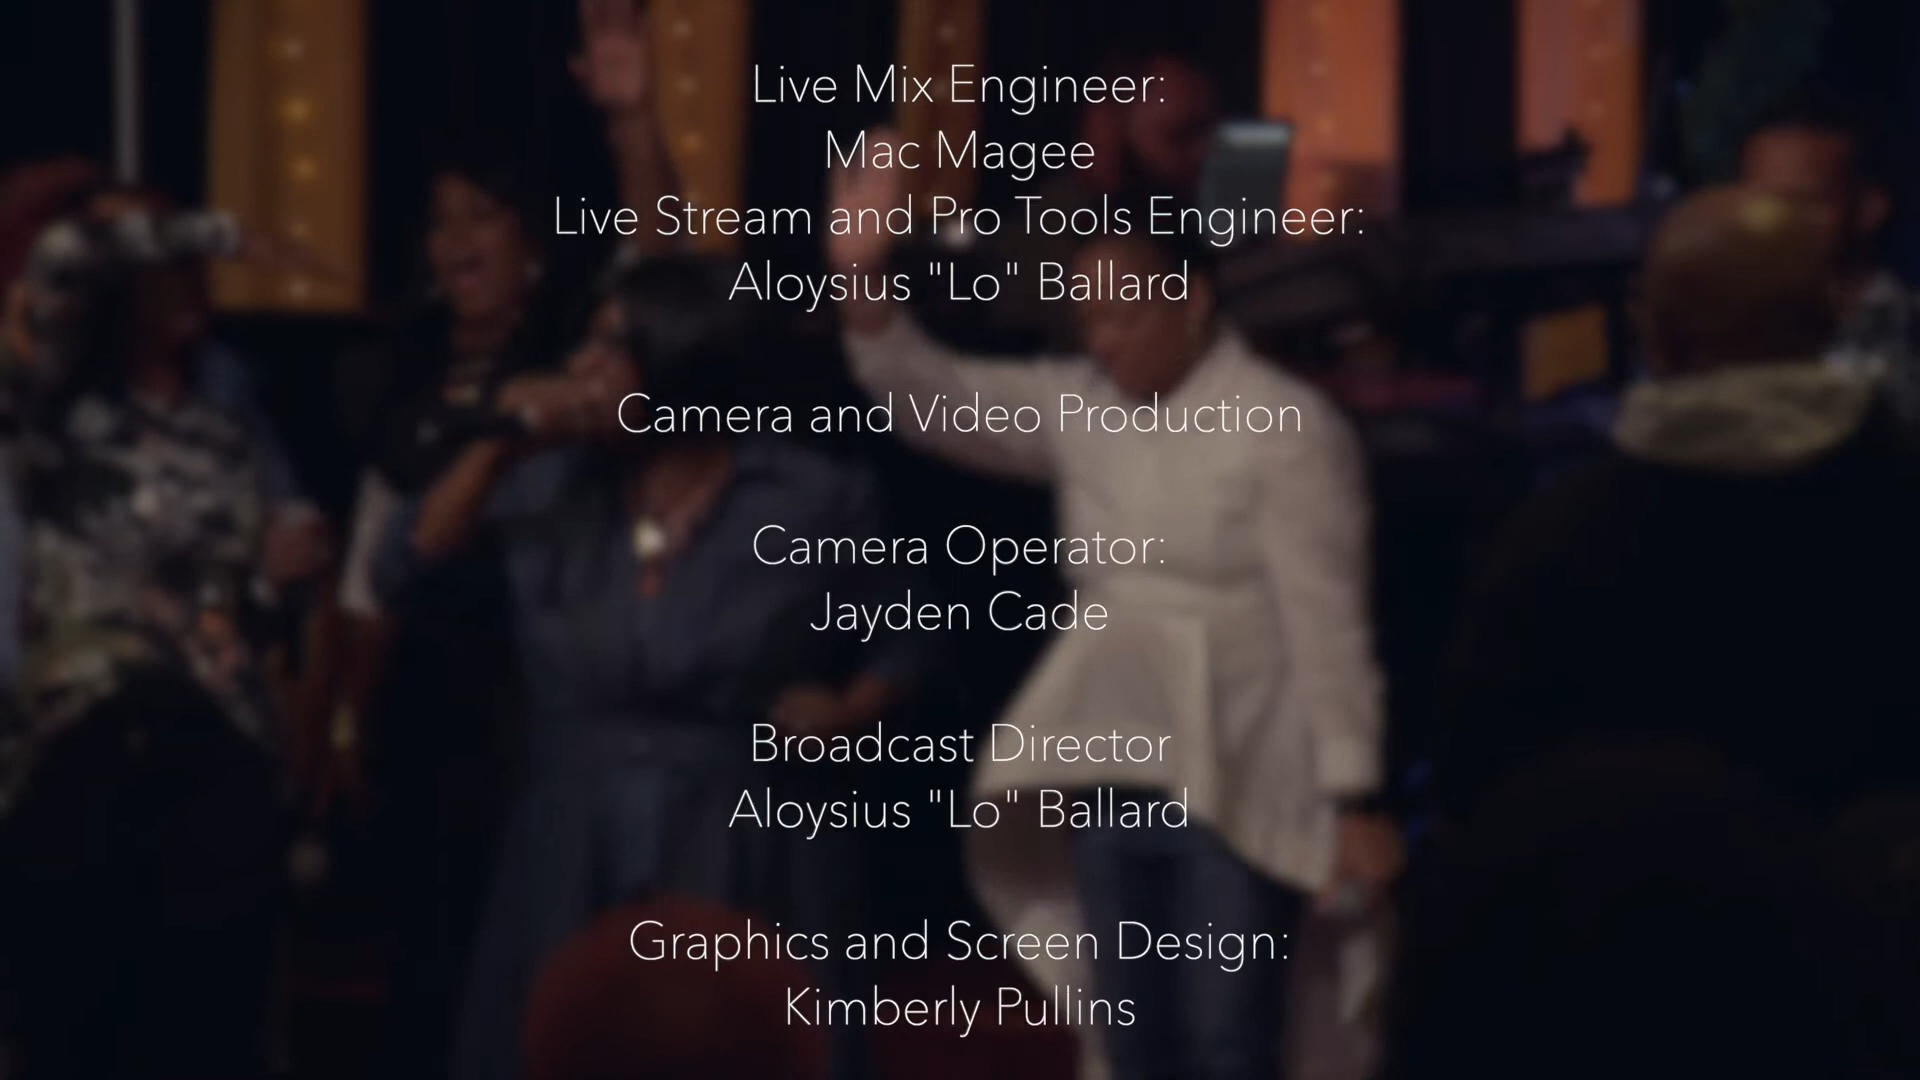 Live Mix Engineer:
Mac Magee
Live Stream and Pro Tools Engineer:
Aloysius "Lo" Ballard
Camera and Video Production
Camera Operator:
Jayden Cade
Broadcast Director
Aloysius "Lo" Ballard
Graphics and Screen Design:
Kimberly Pullins